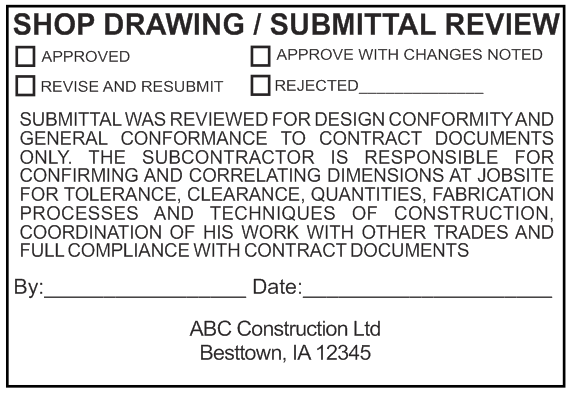 SHOP DRAWING / SUBMITTAL REVIEW
APPROVED
APPROVE WITH CHANGES NOTED
REVISE AND RESUBMIT
REJECTED_____________
SUBMITTAL WAS REVIEWED FOR DESIGN CONFORMITY AND
GENERAL CONFORMANCE TO CONTRACT DOCUMENTS
ONLY. THE SUBCONTRACTOR IS RESPONSIBLE FOR
CONFIRMING AND CORRELATING DIMENSIONS AT JOBSITE
FOR TOLERANCE, CLEARANCE, QUANTITIES, FABRICATION
PROCESSES AND TECHNIQUES OF CONSTRUCTION,
COORDINATION OF HIS WORK WITH OTHER TRADES AND
FULL COMPLIANCE WITH CONTRACT DOCUMENTS
By:_________________ Date:_____________________
ABC Construction Ltd
Besttown, IA 12345